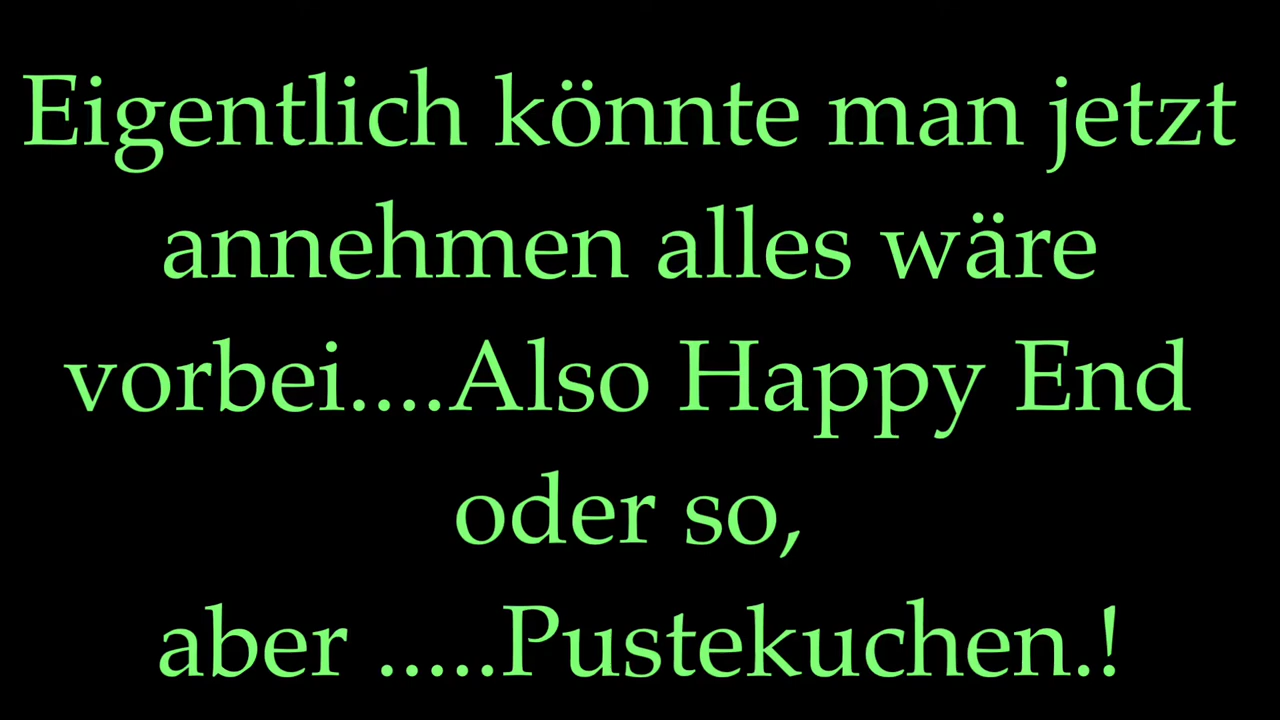 Eigentlich könnte man jetzt
annehmen alles wäre
vorbei....Also Happy End
oder so,
aber .....Pustekuchen.!